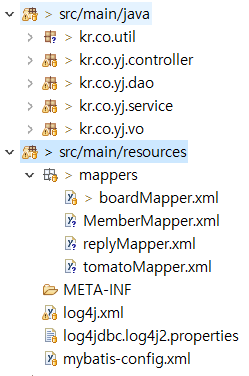 > src/main/java
> kr.co.util
> kr.co.yj.controller
> kr.co.yj.dao
> kr.co.yj.service
> kr.co.yj.vo
> src/main/resources
> mappers
> boardMapper.xml
MemberMapper.xml
replyMapper.xml
tomatoMapper.xml
META-INF
log4j.xml
log4jdbc.log4j2.properties
mybatis-config.xml